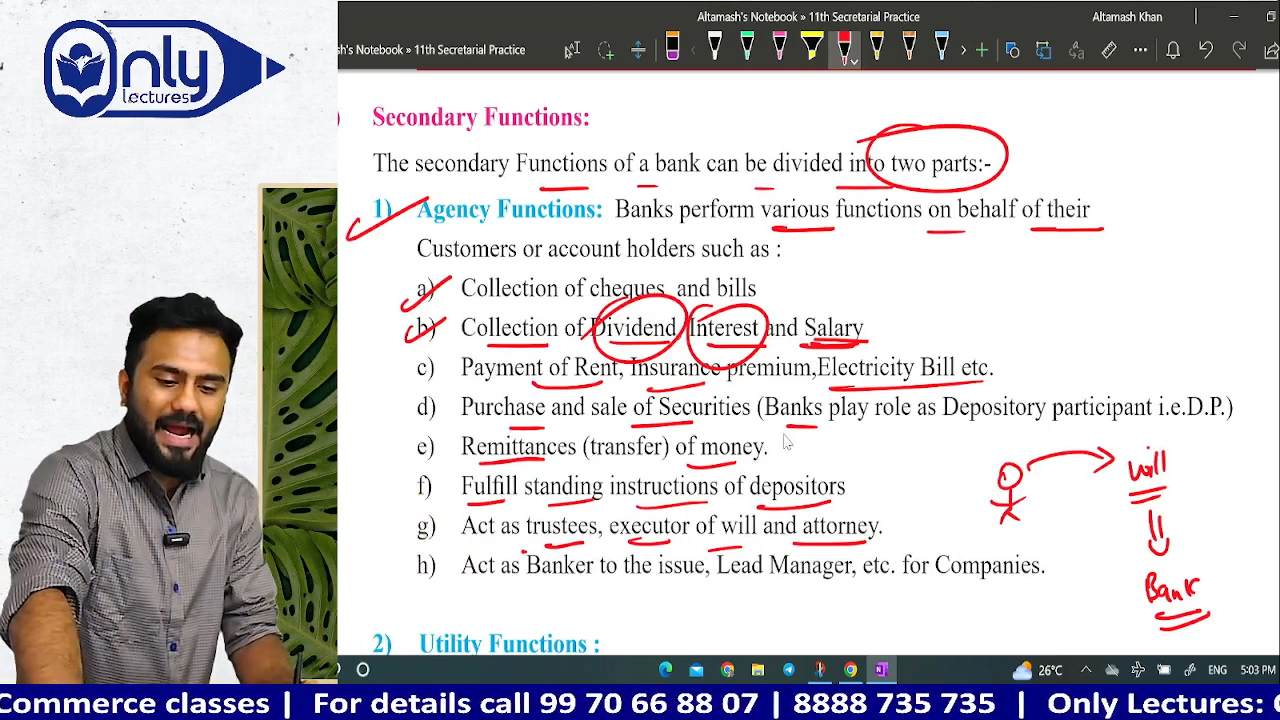 Altamash's Notebook » 11th Secretarial Practice
Altamash Khan
's Notebook » 11th Secretarial Practice
Only
lectures
Secondary Functions:
The secondary Functions of a bank can be divided into two parts:-
1) Agency Functions: Banks perform various functions on behalf of their
Customers or account holders such as :
a) Collection of cheques and bills
b) Collection of Dividend Interest and Salary
c) Payment of Rent, Insurance premium,Electricity Bill etc.
d) Purchase and sale of Securities (Banks play role as Depository participant i.e.D.P.)
e) Remittances (transfer) of money.
f) Fulfill standing instructions of depositors
g) Act as trustees, executor of will and attorney.
h) Act as Banker to the issue, Lead Manager, etc. for Companies.
will
Bank
2) Utility Functions :
26°C
ENG
5:03 PM
Commerce classes | For details call 99 70 66 88 07 | 8888 735 735 | Only Lectures: